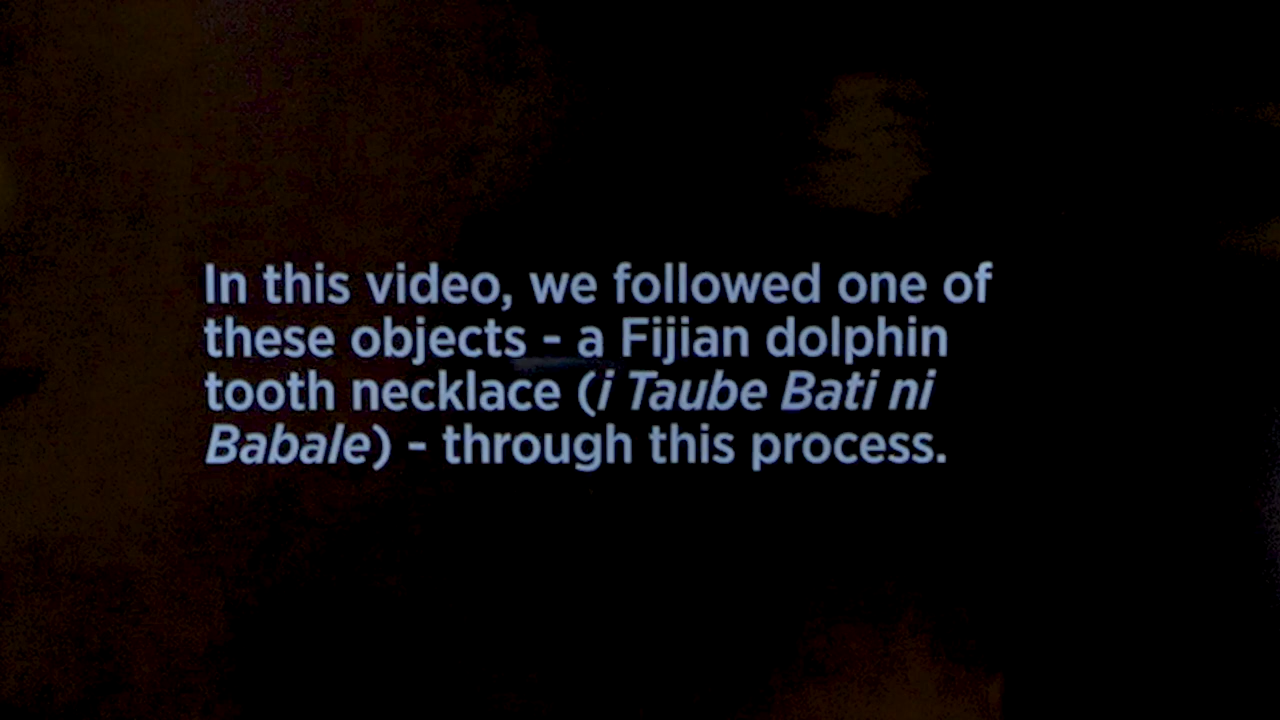 In this video, we followed one of
these objects - a Fijian dolphin
tooth necklace (i Taube Bati ni
Babale) - through this process.